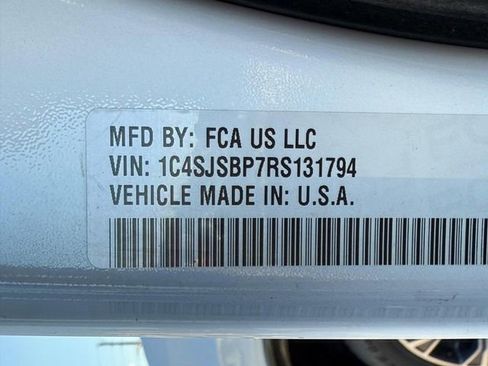 MFD BY: FCA US LLC
VIN: 1C4SJSBP7RS131794
VEHICLE MADE IN: U.S.A.